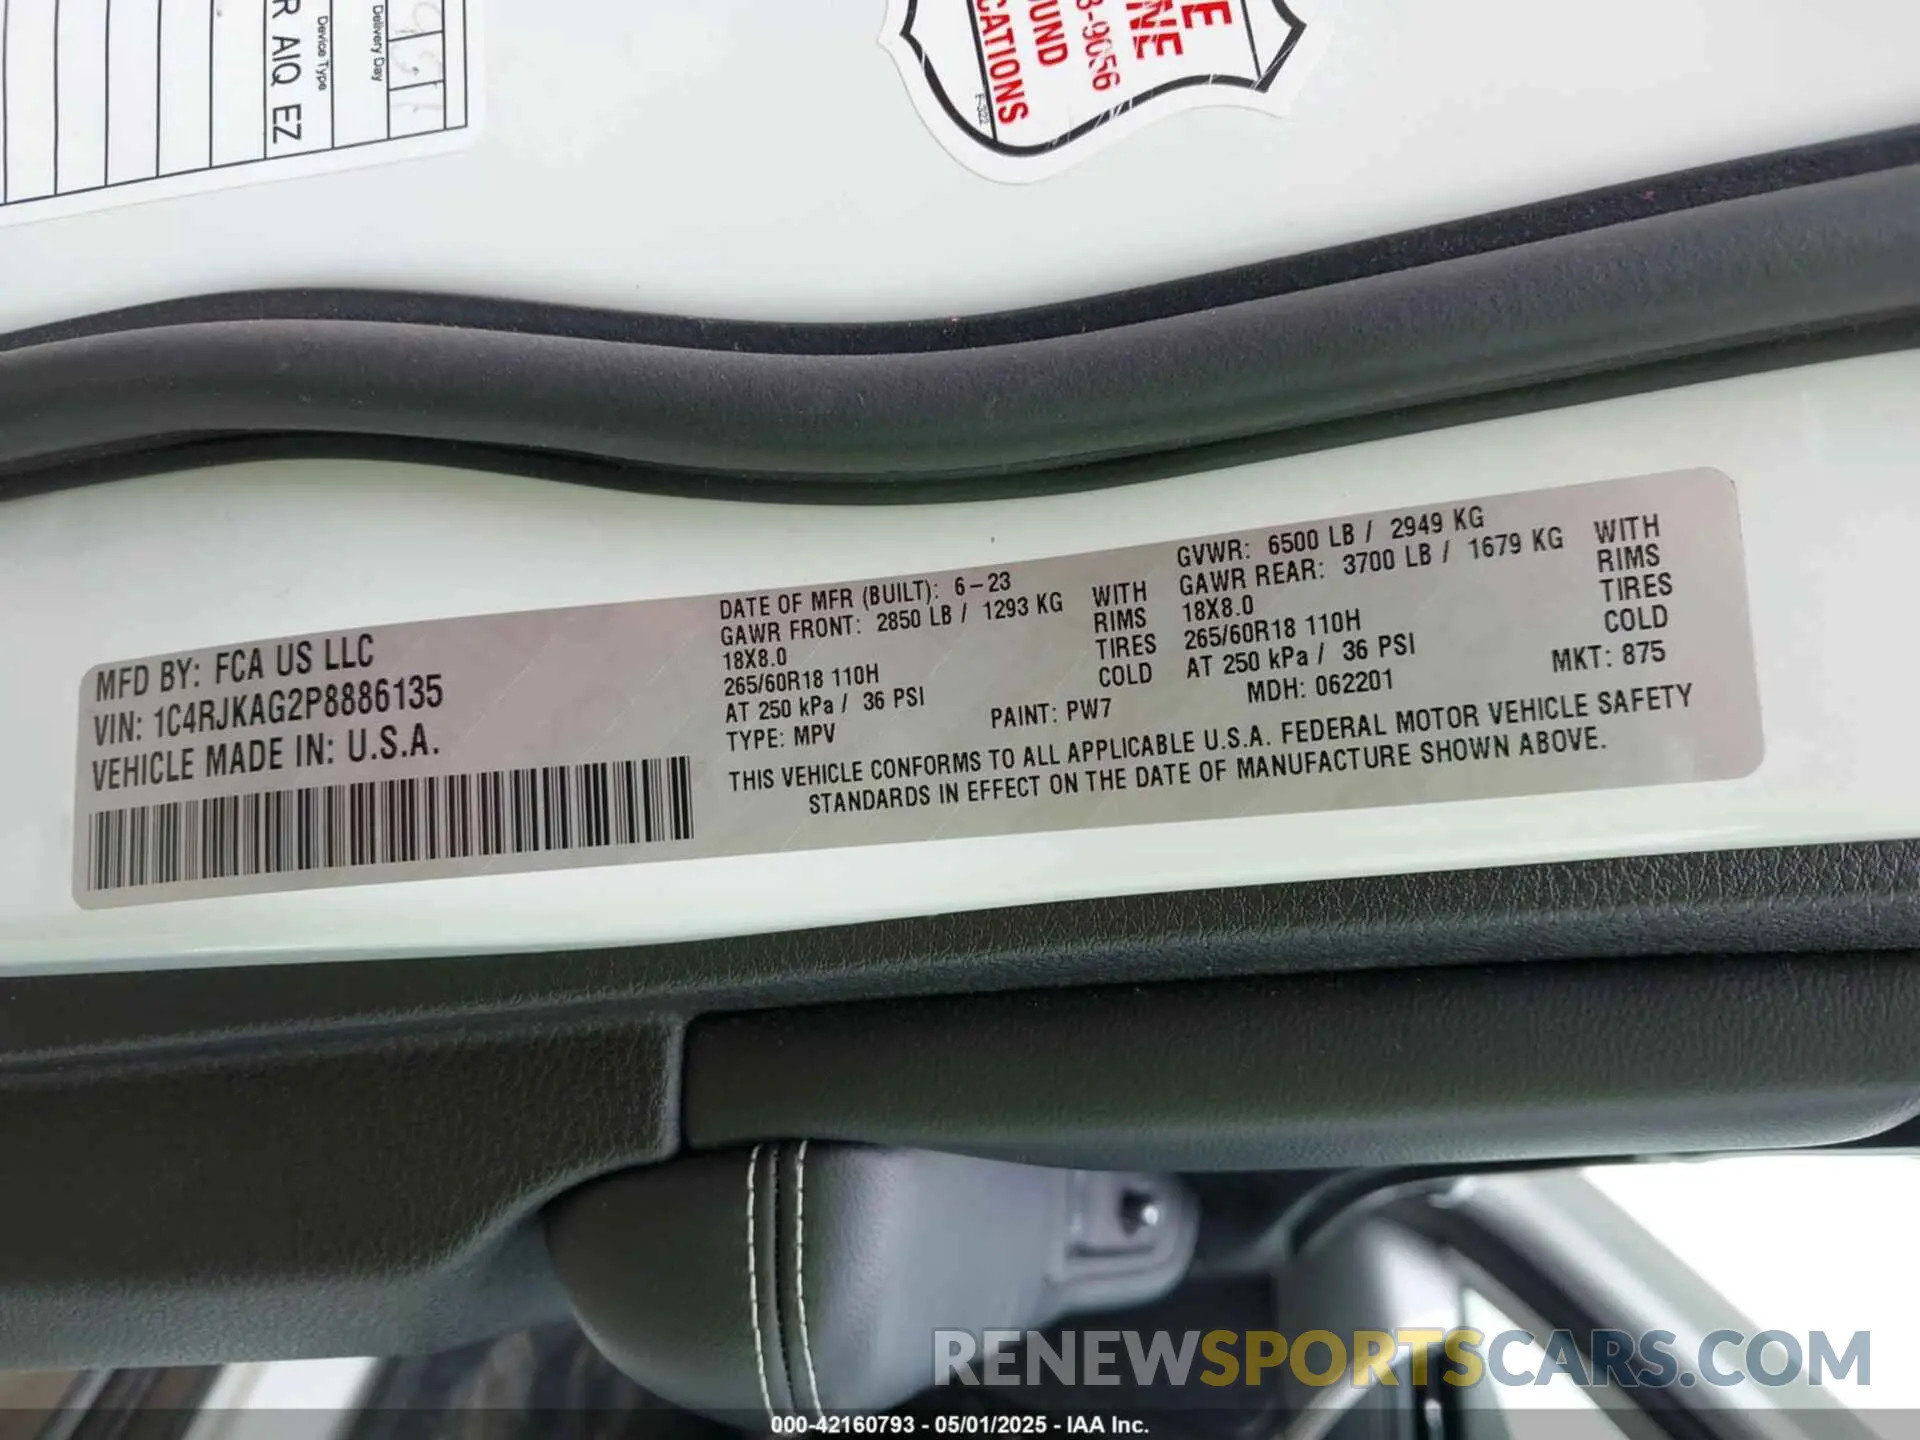 R AIQ EZ
Device Type
Delivery Day
E
NE
3-9056
UND
CATIONS
F-322
MFD BY: FCA US LLC
VIN: 1C4RJKAG2P8886135
VEHICLE MADE IN: U.S.A.
DATE OF MFR (BUILT): 6-23
GAWR FRONT: 2850 LB / 1293 KG WITH
18X8.0 RIMS
265/60R18 110H TIRES
AT 250 kPa / 36 PSI COLD
TYPE: MPV
PAINT: PW7
GVWR: 6500 LB / 2949 KG
GAWR REAR: 3700 LB / 1679 KG WITH
18X8.0 RIMS
265/60R18 110H TIRES
AT 250 kPa / 36 PSI COLD
MDH: 062201
MKT: 875
THIS VEHICLE CONFORMS TO ALL APPLICABLE U.S.A. FEDERAL MOTOR VEHICLE SAFETY
STANDARDS IN EFFECT ON THE DATE OF MANUFACTURE SHOWN ABOVE.
RENEWSPORTSCARS.COM
000-42160793 - 05/01/2025 - IAA Inc.